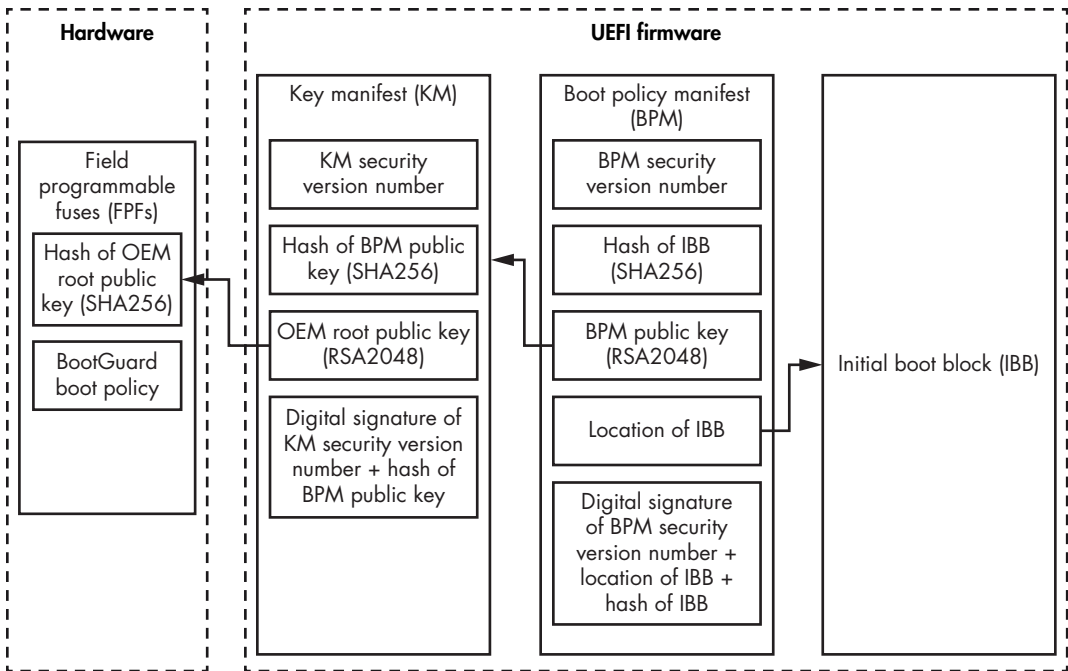 Hardware
UEFI firmware
Field
programmable
fuses (FPFs)
Hash of OEM
root public
key (SHA256)
BootGuard
boot policy
Key manifest (KM)
KM security
version number
Hash of BPM public
key (SHA256)
OEM root public key
(RSA2048)
Digital signature of
KM security version
number + hash of
BPM public key
Boot policy manifest
(BPM)
BPM security
version number
Hash of IBB
(SHA256)
BPM public key
(RSA2048)
Location of IBB
Digital signature
of BPM security
version number +
location of IBB +
hash of IBB
Initial boot block (IBB)